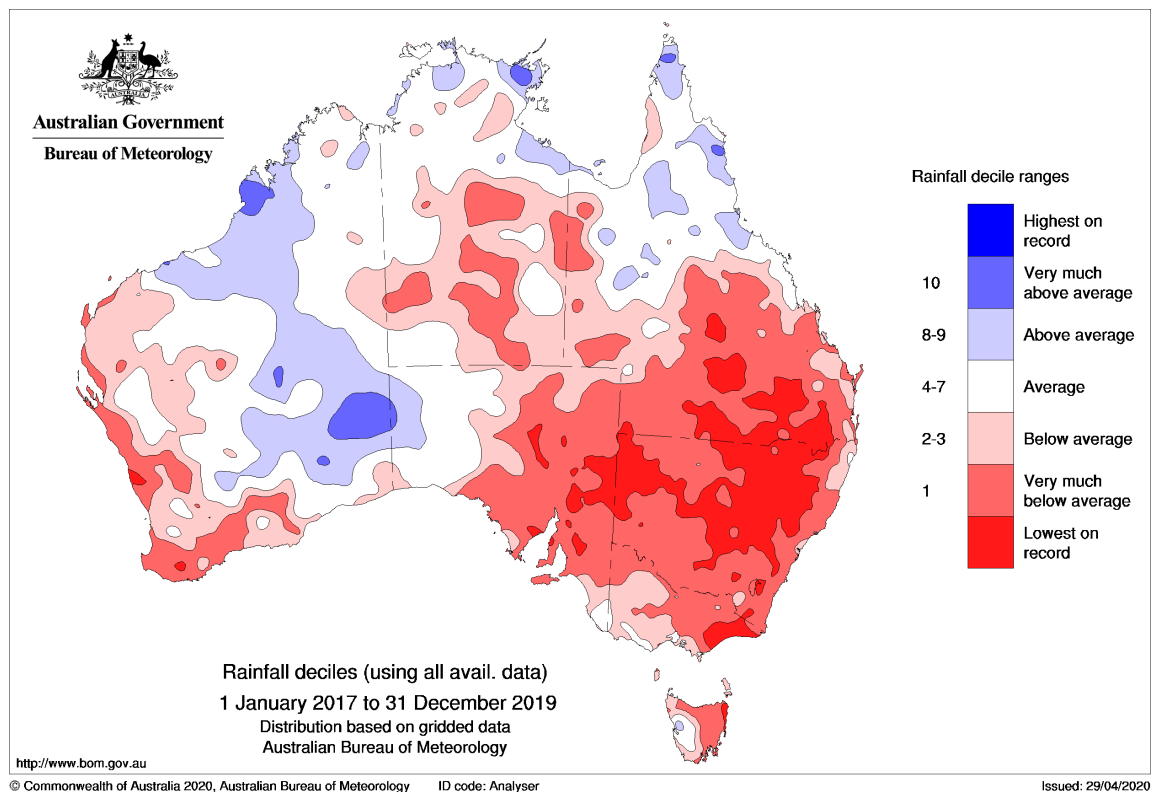 AUSTRALIA
Australian Government
Bureau of Meteorology
Rainfall decile ranges
Highest on
record
10
Very much
above average
8-9
Above average
4-7
Average
2-3
Below average
1
Very much
below average
Lowest on
record
Rainfall deciles (using all avail. data)
1 January 2017 to 31 December 2019
Distribution based on gridded data
Australian Bureau of Meteorology
http://www.bom.gov.au
© Commonwealth of Australia 2020, Australian Bureau of Meteorology
ID code: Analyser
Issued: 29/04/2020